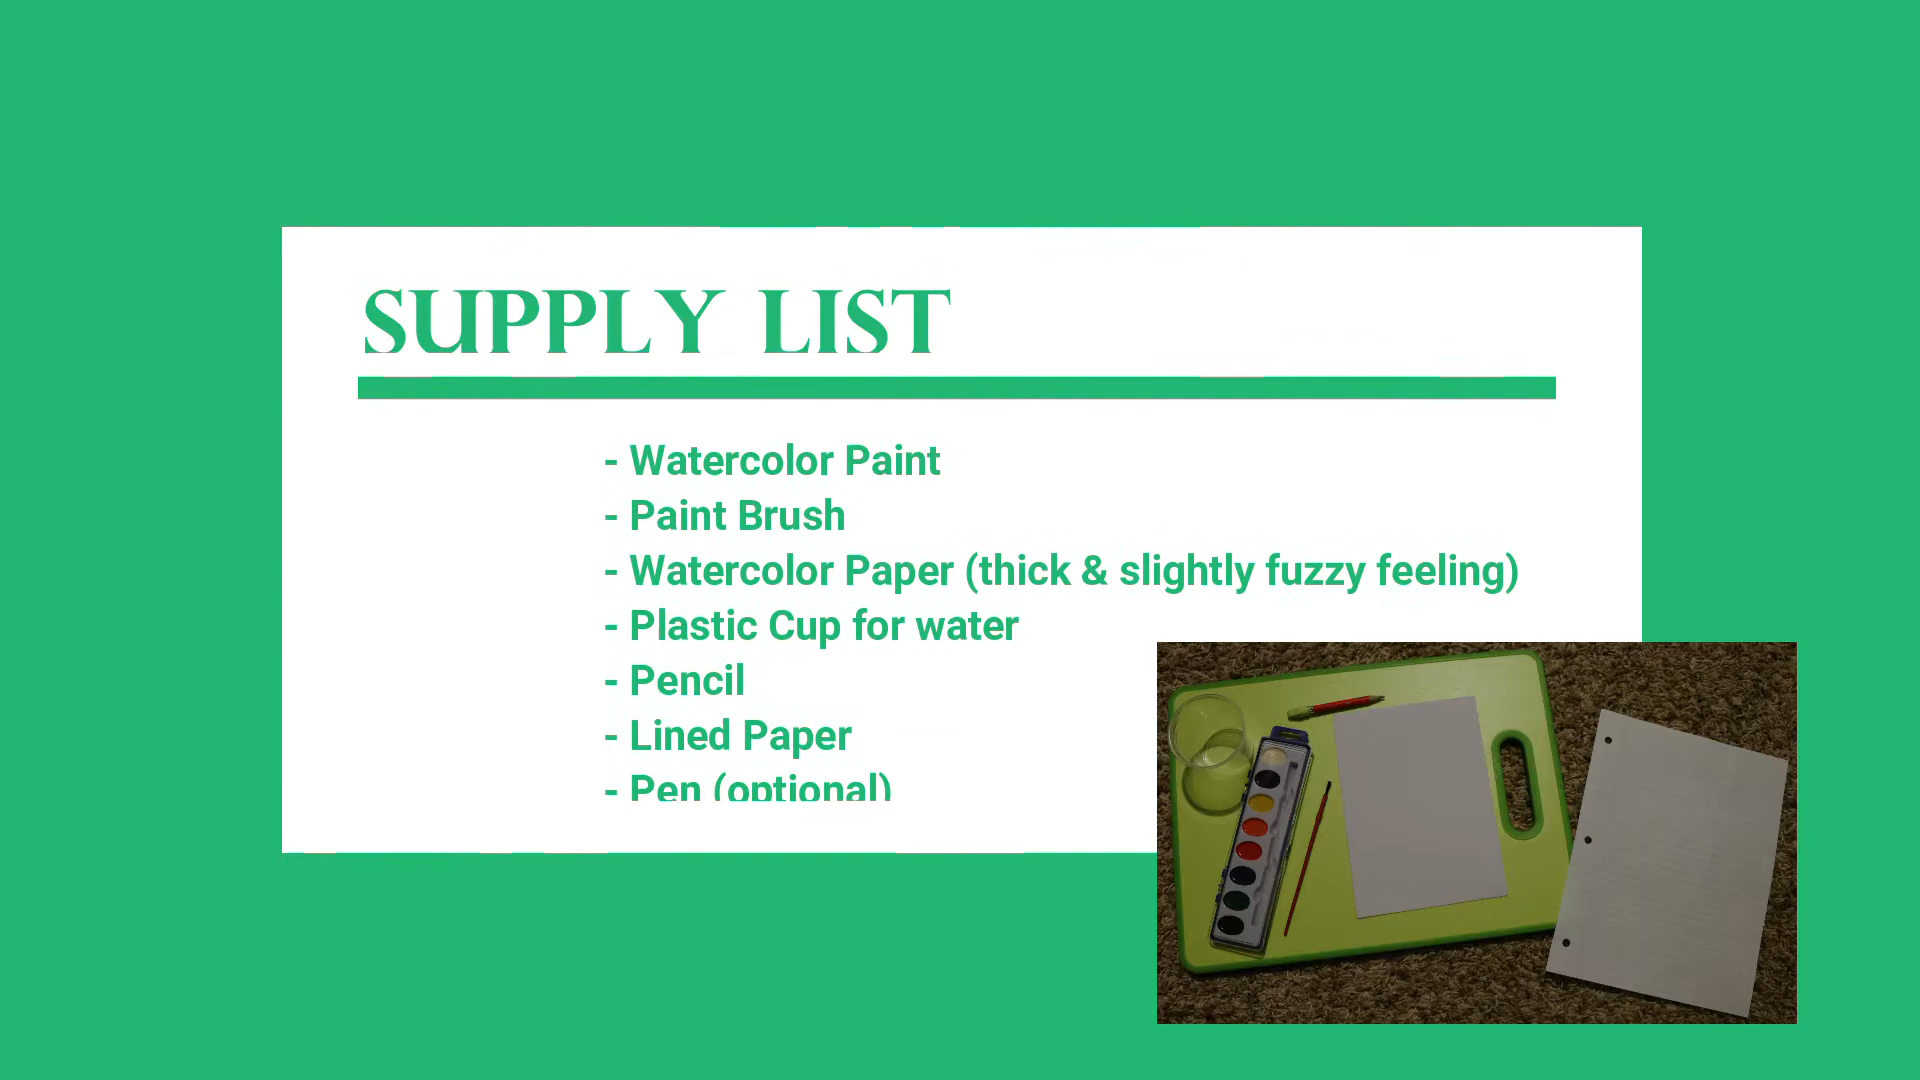 SUPPLY LIST
- Watercolor Paint
- Paint Brush
- Watercolor Paper (thick & slightly fuzzy feeling)
- Plastic Cup for water
- Pencil
- Lined Paper
- Pen (optional)